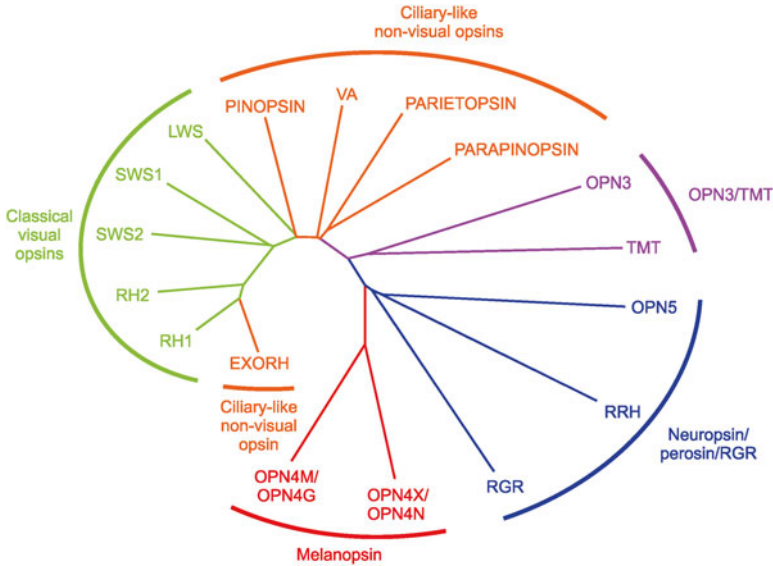 Ciliary-like
non-visual opsins
PINOPSIN
VA
PARIETOPSIN
PARAPINOPSIN
LWS
SWS1
SWS2
RH2
RH1
EXORH
Classical
visual
opsins
Ciliary-like
non-visual
opsin
OPN3
TMT
OPN3/TMT
OPN5
RRH
RGR
Neuropsin/
perosin/RGR
OPN4M/
OPN4G
OPN4X/
OPN4N
Melanopsin